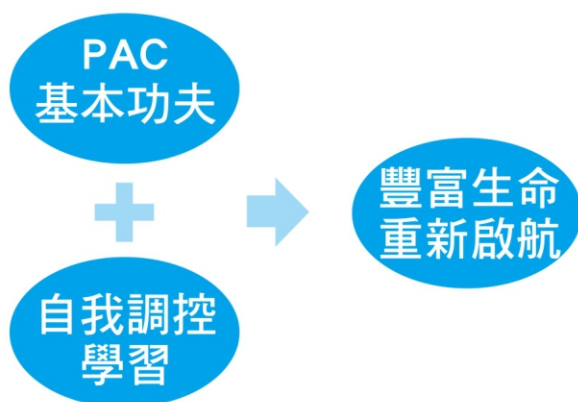 PAC
基本功夫
自我調控
學習
豐富生命
重新啟航